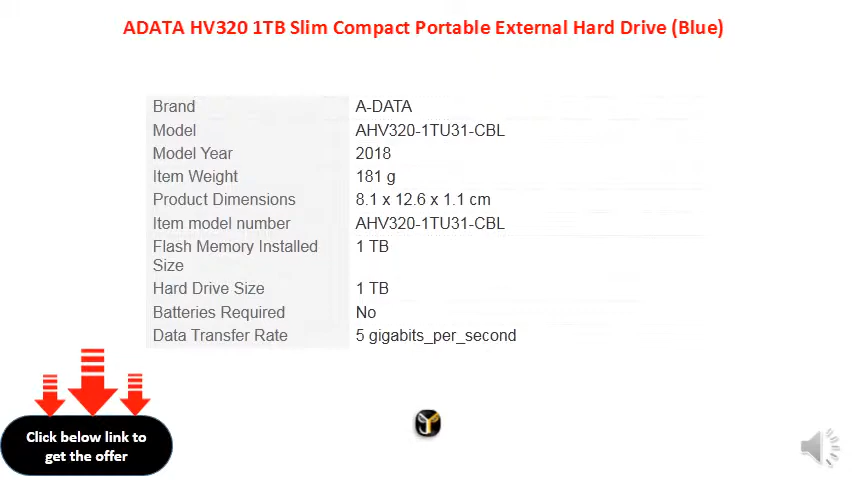 ADATA HV320 1TB Slim Compact Portable External Hard Drive (Blue)
Brand A-DATA
Model AHV320-1TU31-CBL
Model Year 2018
Item Weight 181 g
Product Dimensions 8.1 x 12.6 x 1.1 cm
Item model number AHV320-1TU31-CBL
Flash Memory Installed 1 TB
Size
Hard Drive Size 1 TB
Batteries Required No
Data Transfer Rate 5 gigabits_per_second
Click below link to
get the offer